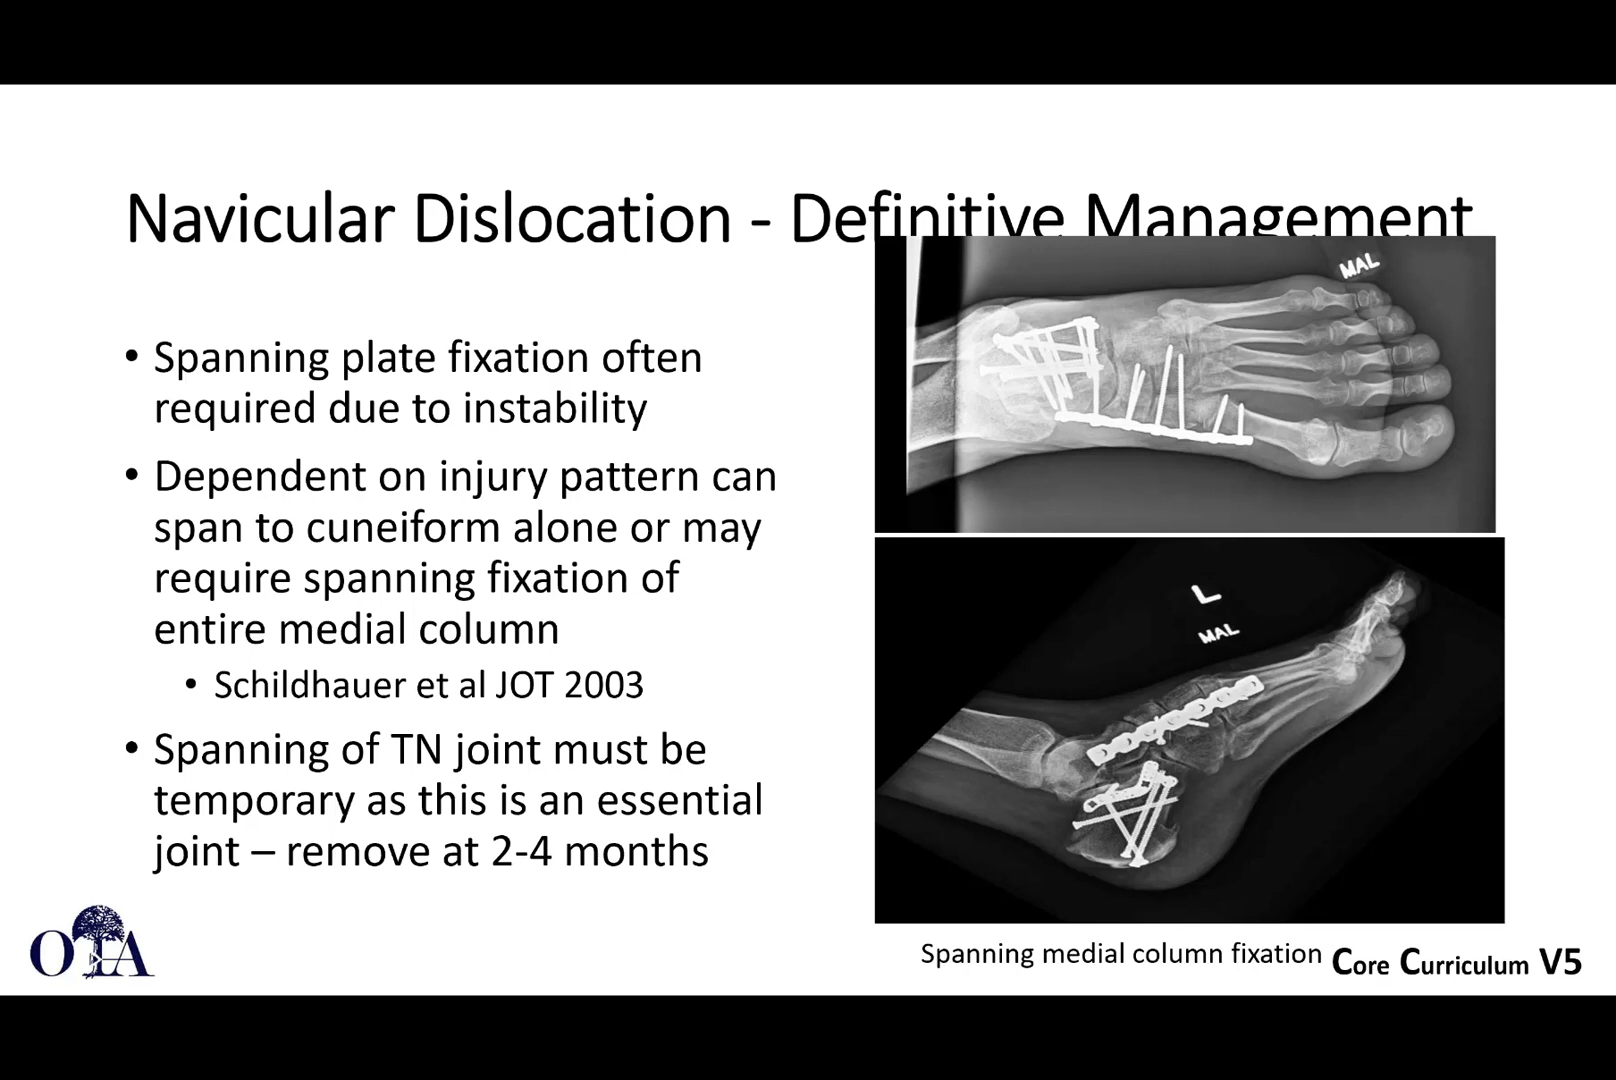 Navicular Dislocation - Definitive Management
MAL
• Spanning plate fixation often
required due to instability
• Dependent on injury pattern can
span to cuneiform alone or may
require spanning fixation of
entire medial column
• Schildhauer et al JOT 2003
• Spanning of TN joint must be
temporary as this is an essential
joint – remove at 2-4 months
L
MAL
OTA
Spanning medial column fixation
Core Curriculum V5